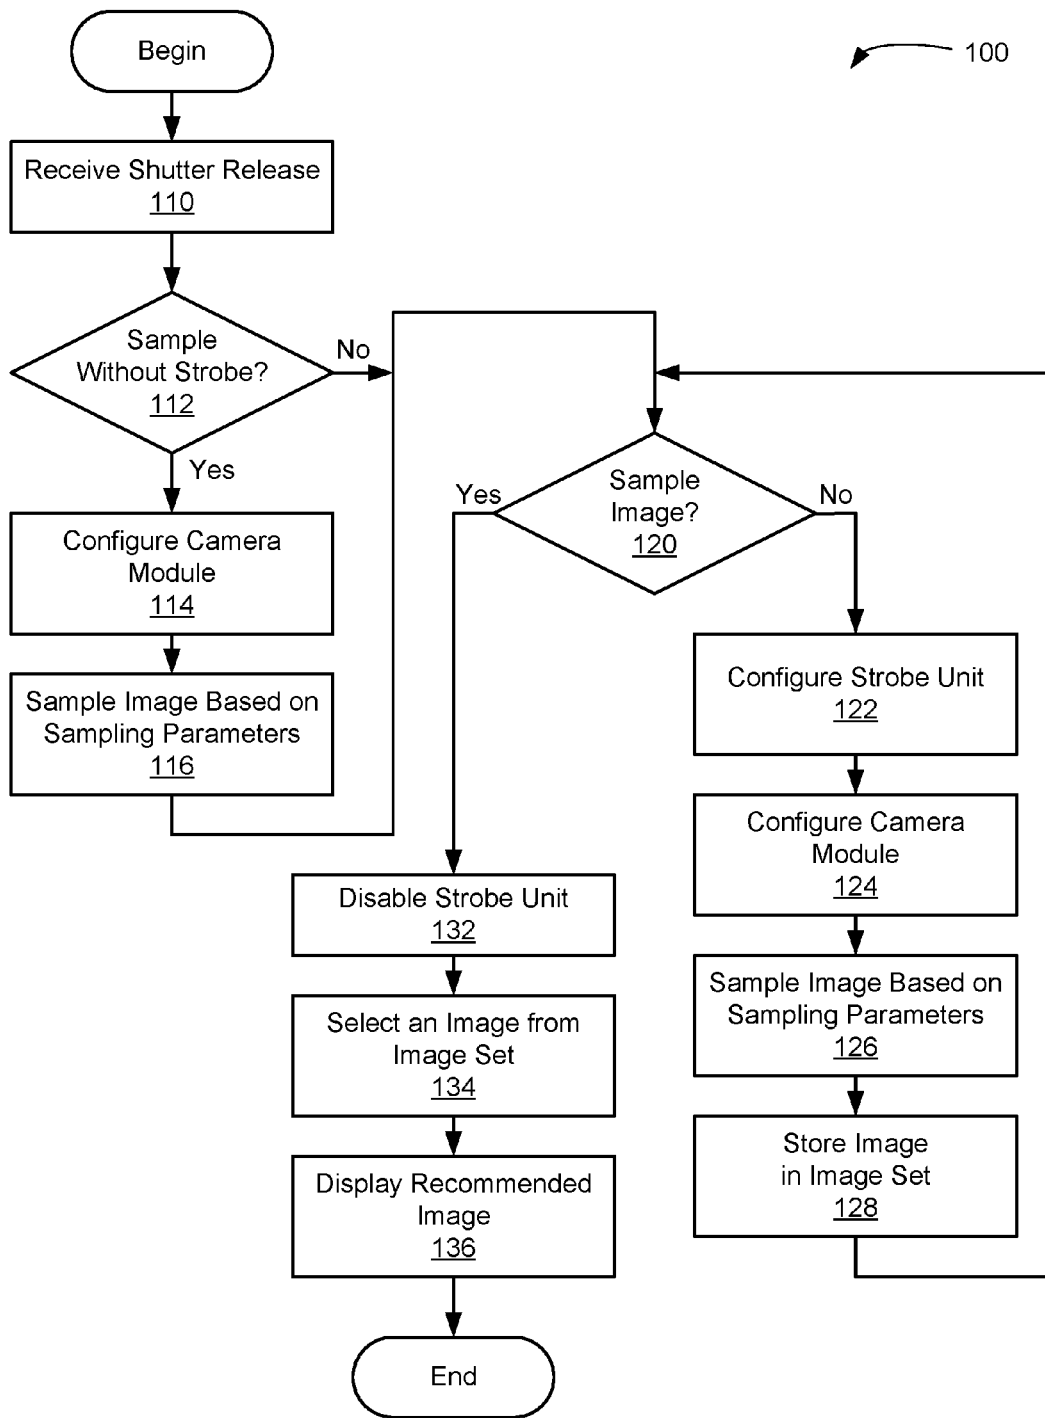 Begin
100
Receive Shutter Release
110
Sample
Without Strobe?
112
No
Yes
Configure Camera
Module
114
Sample Image Based on
Sampling Parameters
116
Sample
Image?
120
Yes
No
Configure Strobe Unit
122
Configure Camera
Module
124
Sample Image Based on
Sampling Parameters
126
Store Image
in Image Set
128
Disable Strobe Unit
132
Select an Image from
Image Set
134
Display Recommended
Image
136
End